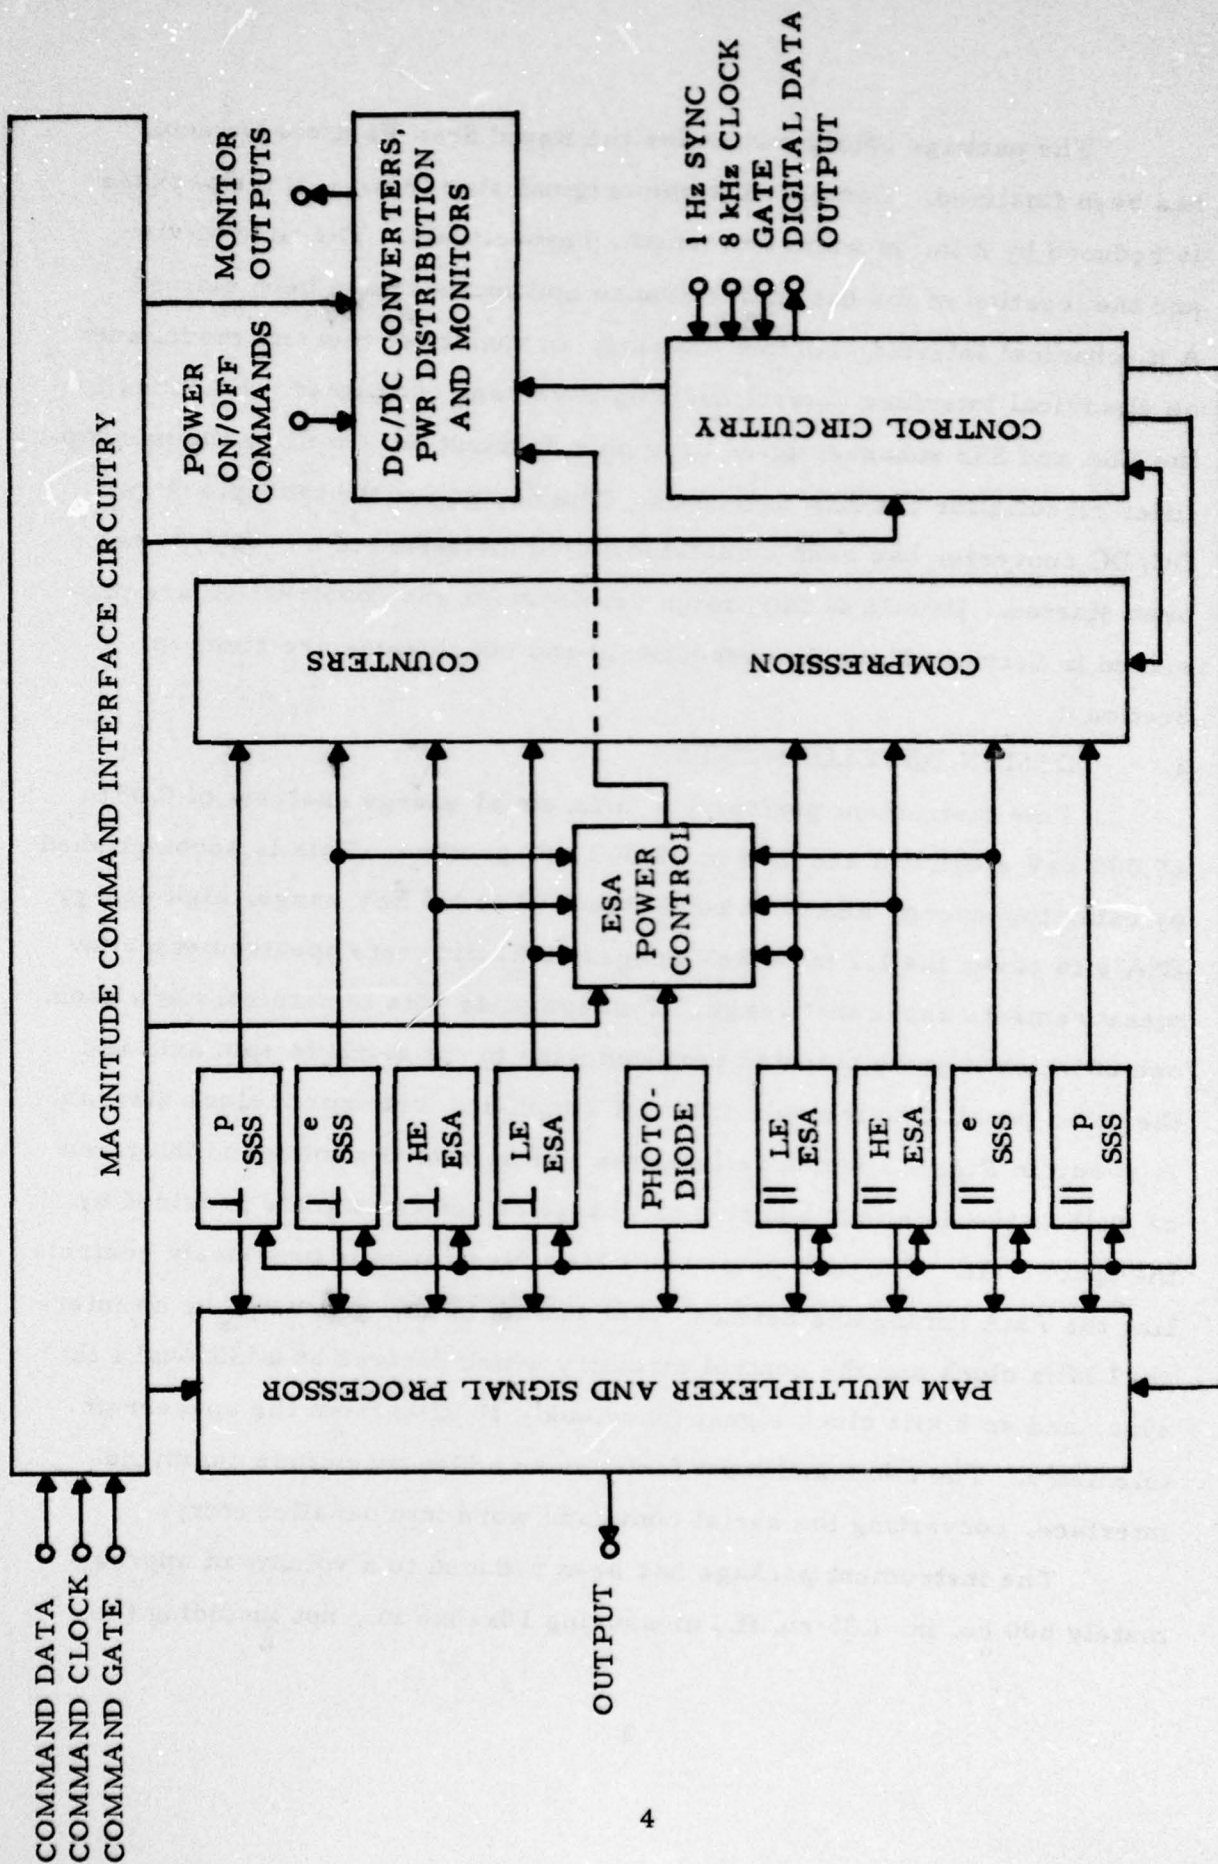 COMMAND DATA
COMMAND CLOCK
COMMAND GATE
MAGNITUDE COMMAND INTERFACE CIRCUITRY
POWER
ON/OFF
COMMANDS
MONITOR
OUTPUTS
DC/DC CONVERTERS,
PWR DISTRIBUTION
AND MONITORS
1 Hz SYNC
8 kHz CLOCK
GATE
DIGITAL DATA
OUTPUT
CONTROL CIRCUITRY
COUNTERS
COMPRESSION
ESA
POWER
CONTROL
⊥ p
SSS
⊥ e
SSS
⊥ HE
ESA
⊥ LE
ESA
PHOTO-
DIODE
|| LE
ESA
|| HE
ESA
|| e
SSS
|| p
SSS
PAM MULTIPLEXER AND SIGNAL PROCESSOR
OUTPUT
4